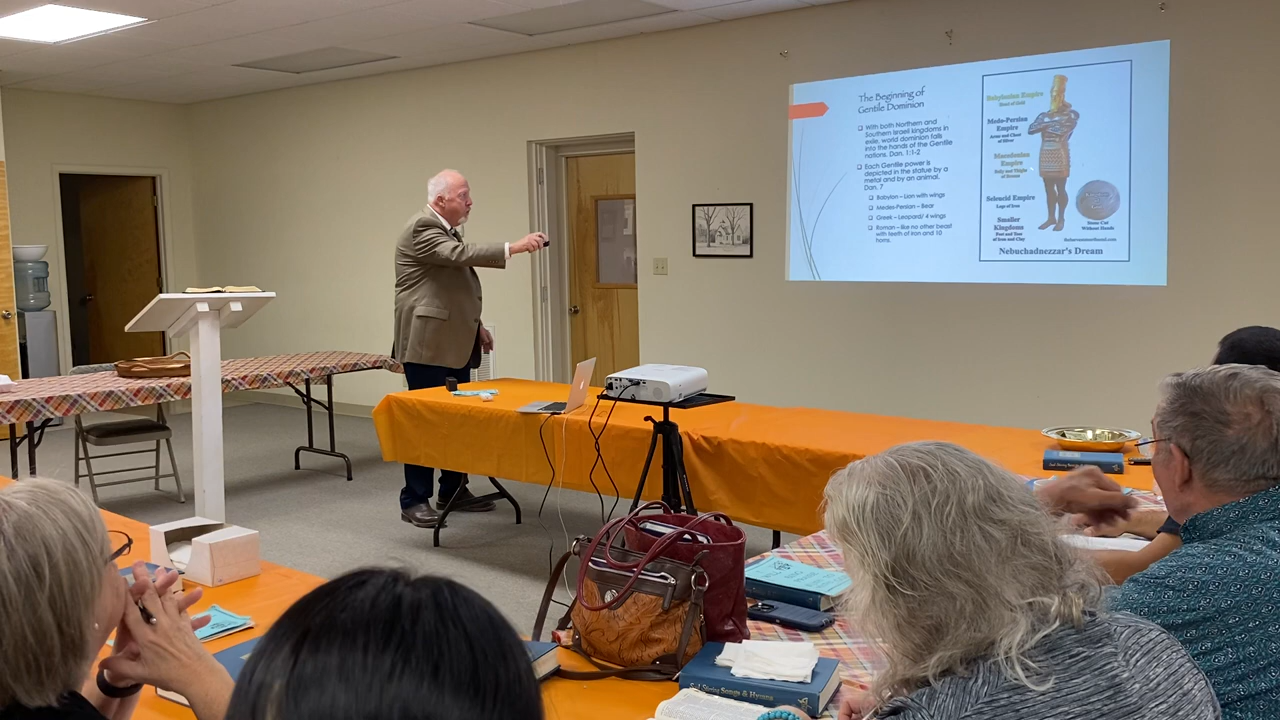 The Beginning of
Gentile Dominion
With both Northern and
Southern Israel kingdoms in
exile, world dominion falls
into the hands of the Gentile
nations. Dan. 1:1-2
Each Gentile power is
depicted in the statue by a
metal and by an animal.
Dan. 7
Babylon – Lion with wings
Medes-Persian – Bear
Greek – Leopard/ 4 wings
Roman – like no other beast
with teeth of iron and 10
horns.
Babylonian Empire
Head of Gold
Medo-Persian
Empire
Arms and Chest
of Silver
Macedonian
Empire
Belly and Thighs
of Bronze
Seleucid Empire
Legs of Iron
Smaller
Kingdoms
Feet and Toes
of Iron and Clay
Stone Cut
Without Hands
Nebuchadnezzar's Dream
Songs & Hymns